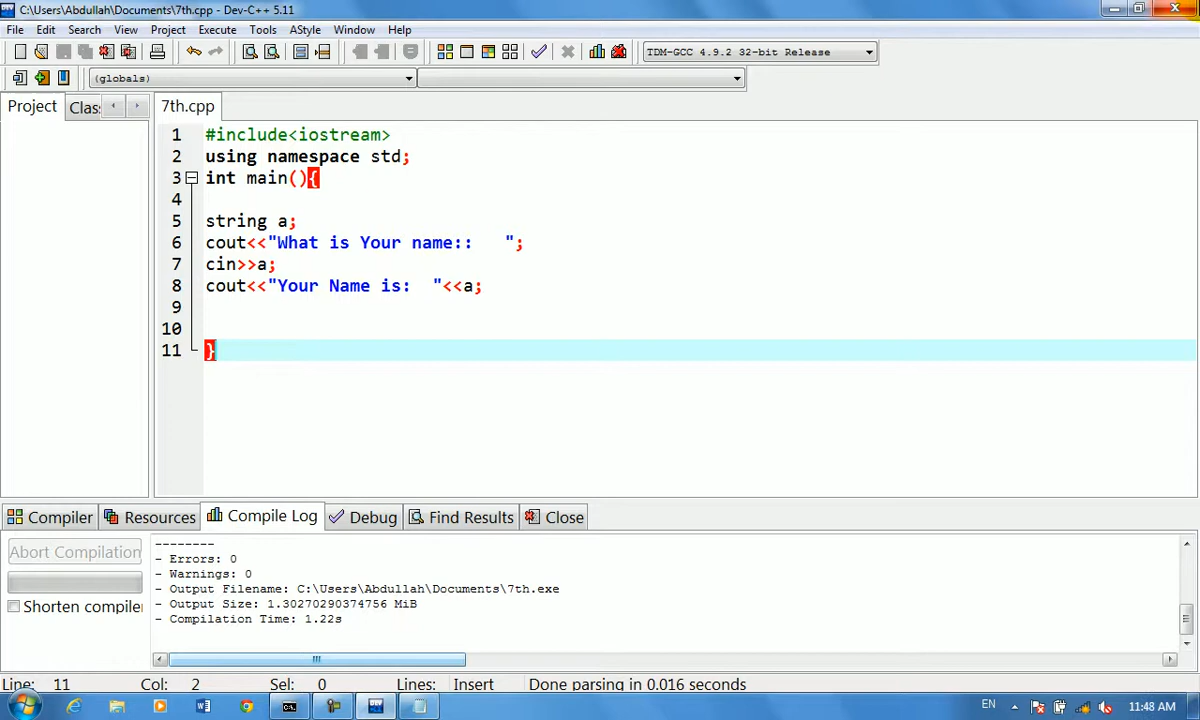 C:\Users\Abdullah\Documents\7th.cpp - Dev-C++ 5.11
File Edit Search View Project Execute Tools AStyle Window Help
TDM-GCC 4.9.2 32-bit Release
(globals)
Project Clas 7th.cpp
1 #include<iostream>
2 using namespace std;
3 int main(){
4
5 string a;
6 cout<<"What is Your name::   ";
7 cin>>a;
8 cout<<"Your Name is:  "<<a;
9
10
11 }
Compiler Resources Compile Log Debug Find Results Close
Abort Compilation
Shorten compiler
--------
- Errors: 0
- Warnings: 0
- Output Filename: C:\Users\Abdullah\Documents\7th.exe
- Output Size: 1.30270290374756 MiB
- Compilation Time: 1.22s
Line: 11 Col: 2 Sel: 0 Lines: Insert Done parsing in 0.016 seconds
EN 11:48 AM